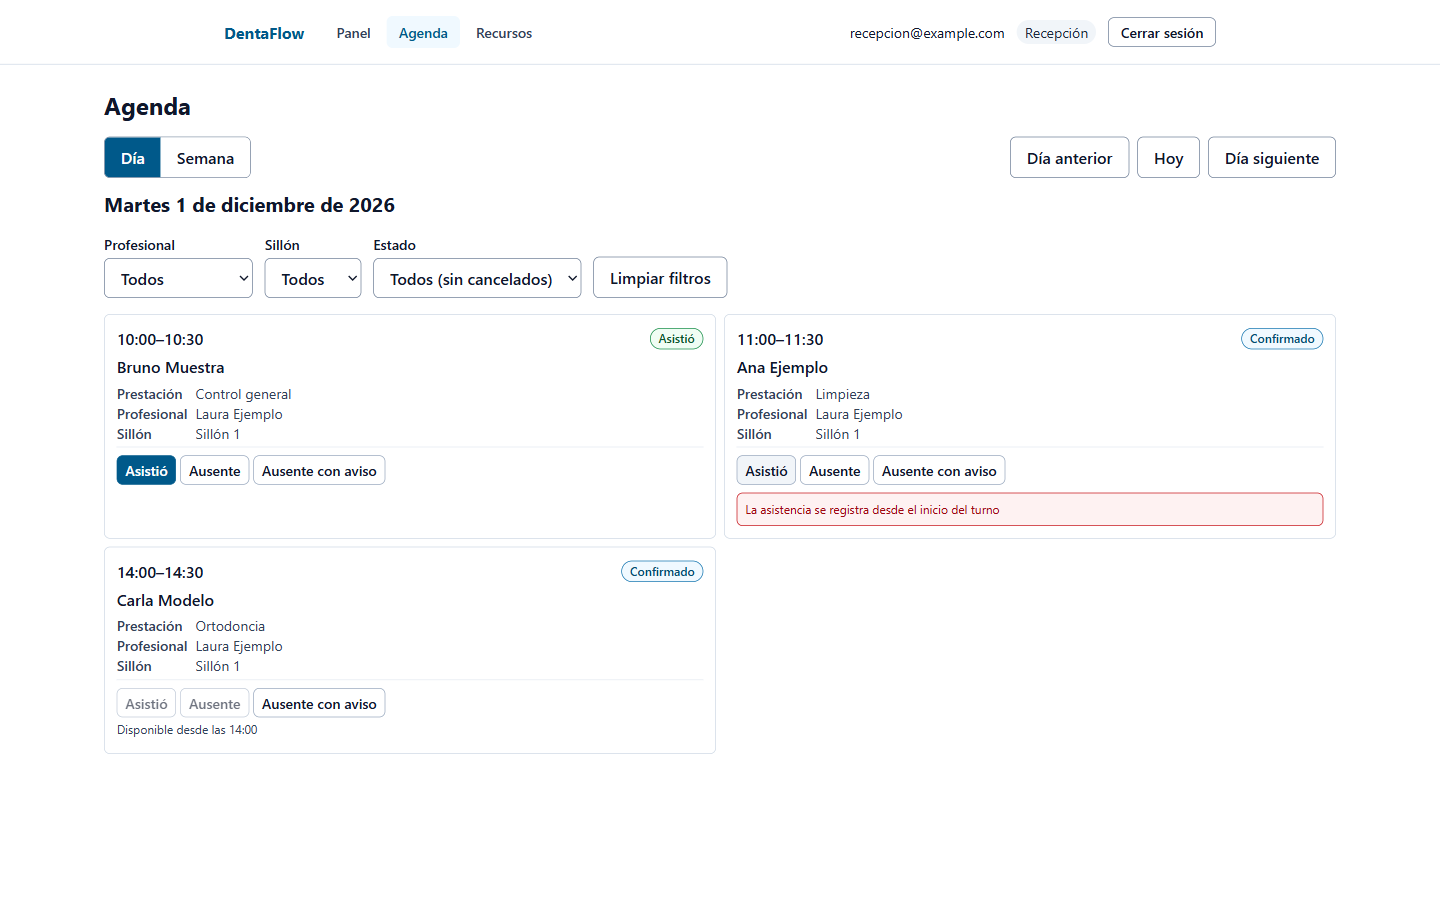 DentaFlow Panel Agenda Recursos recepcion@example.com Recepción Cerrar sesión
Agenda
Día Semana Día anterior Hoy Día siguiente
Martes 1 de diciembre de 2026
Profesional Sillón Estado
Todos Todos Todos (sin cancelados) Limpiar filtros
10:00–10:30 Asistió
Bruno Muestra
Prestación Control general
Profesional Laura Ejemplo
Sillón Sillón 1
Asistió Ausente Ausente con aviso
11:00–11:30 Confirmado
Ana Ejemplo
Prestación Limpieza
Profesional Laura Ejemplo
Sillón Sillón 1
Asistió Ausente Ausente con aviso
La asistencia se registra desde el inicio del turno
14:00–14:30 Confirmado
Carla Modelo
Prestación Ortodoncia
Profesional Laura Ejemplo
Sillón Sillón 1
Asistió Ausente Ausente con aviso
Disponible desde las 14:00